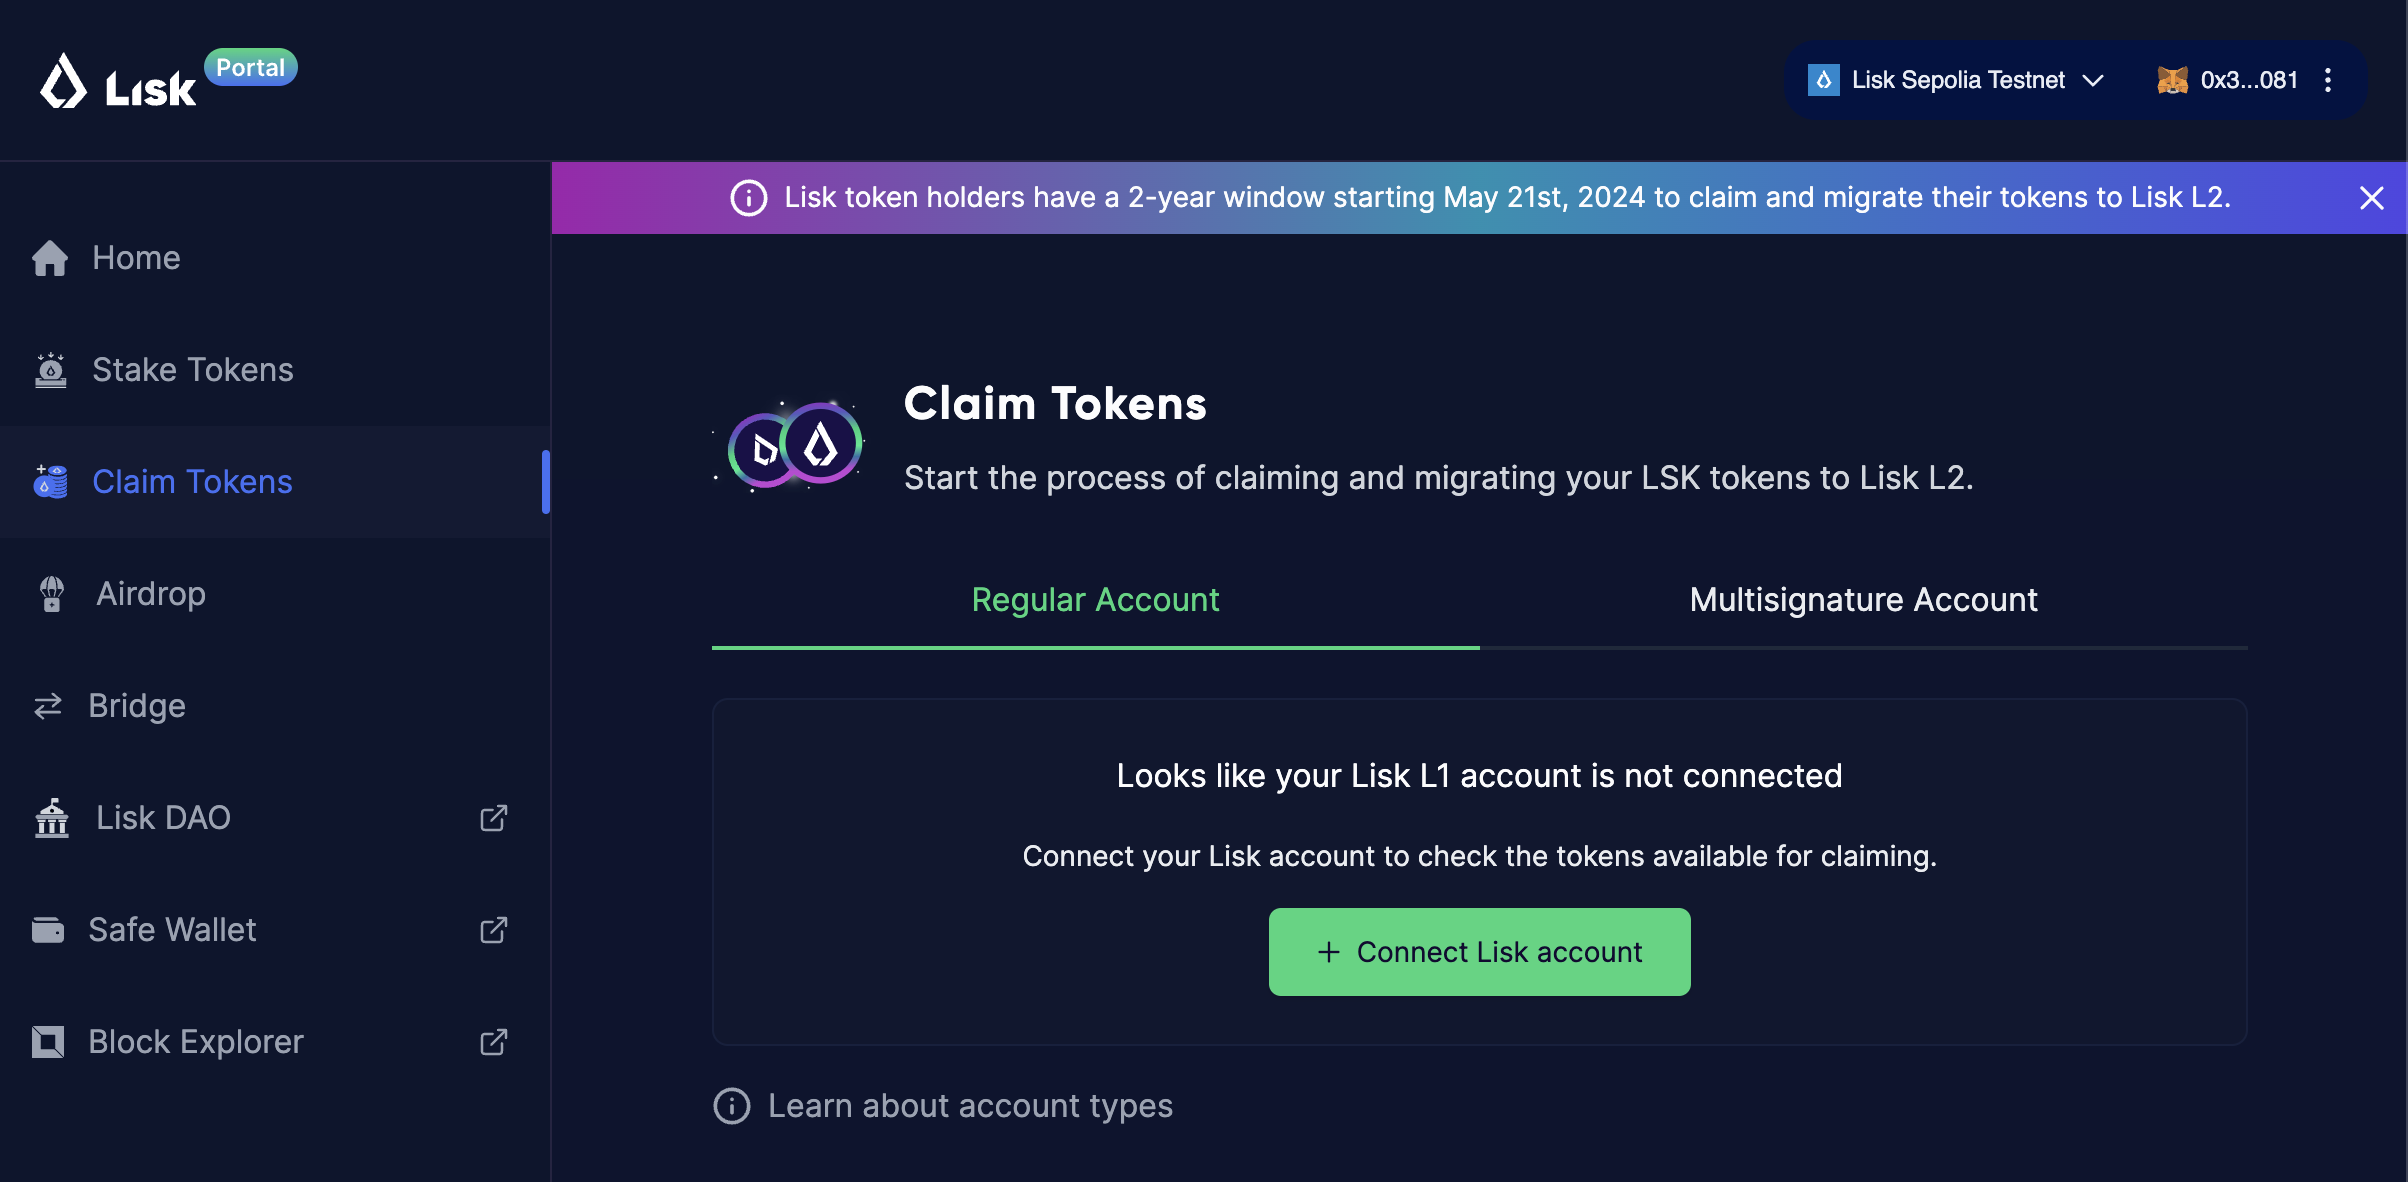 Lisk Portal
Lisk Sepolia Testnet
0x3...081
Lisk token holders have a 2-year window starting May 21st, 2024 to claim and migrate their tokens to Lisk L2.
Home
Stake Tokens
Claim Tokens
Airdrop
Bridge
Lisk DAO
Safe Wallet
Block Explorer
Claim Tokens
Start the process of claiming and migrating your LSK tokens to Lisk L2.
Regular Account
Multisignature Account
Looks like your Lisk L1 account is not connected
Connect your Lisk account to check the tokens available for claiming.
+ Connect Lisk account
Learn about account types